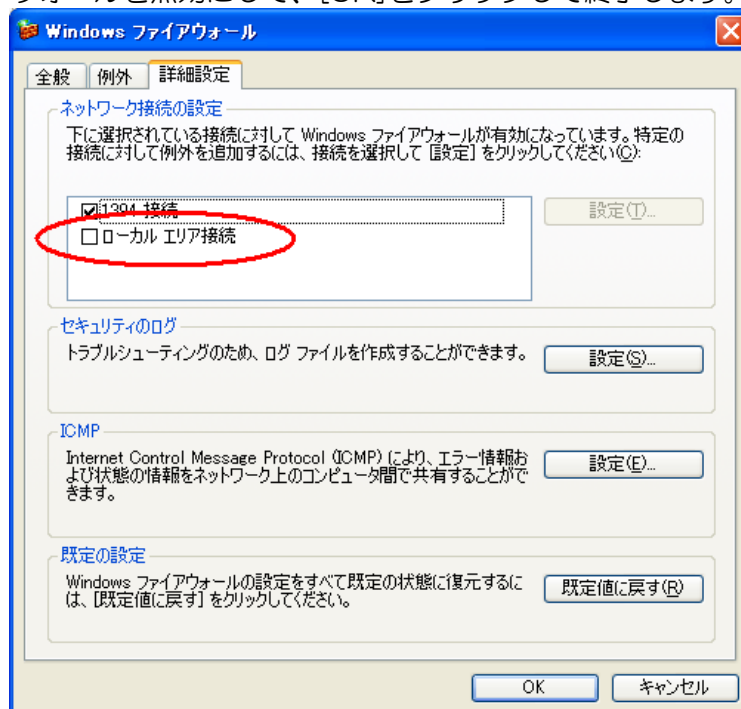 Windows ファイアウォール
全般 例外 詳細設定
ネットワーク接続の設定
下に選択されている接続に対して Windows ファイアウォールが有効になっています。特定の
接続に対して例外を追加するには、接続を選択して [設定] をクリックしてください(C):
1394 接続
設定(T)...
ローカル エリア接続
セキュリティのログ
トラブルシューティングのため、ログ ファイルを作成することができます。
設定(S)...
ICMP
Internet Control Message Protocol (ICMP) により、エラー情報お
よび状態の情報をネットワーク上のコンピュータ間で共有することがで
きます。
設定(E)...
既定の設定
Windows ファイアウォールの設定をすべて既定の状態に復元するに
は、[既定値に戻す] をクリックしてください。
既定値に戻す(R)
OK キャンセル